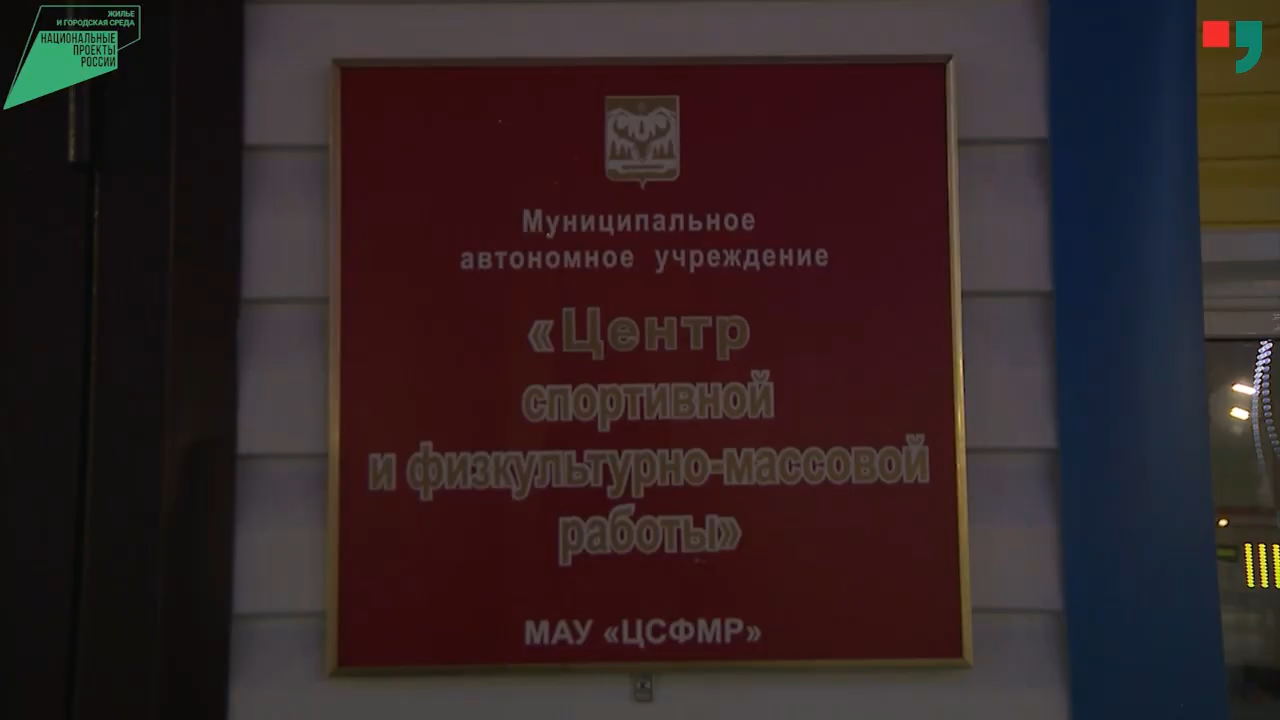 ЖИЛЬЕ
И ГОРОДСКАЯ СРЕДА
НАЦИОНАЛЬНЫЕ
ПРОЕКТЫ
РОССИИ
Муниципальное
автономное учреждение
«Центр
спортивной
и физкультурно-массовой
работы»
МАУ «ЦСФМР»